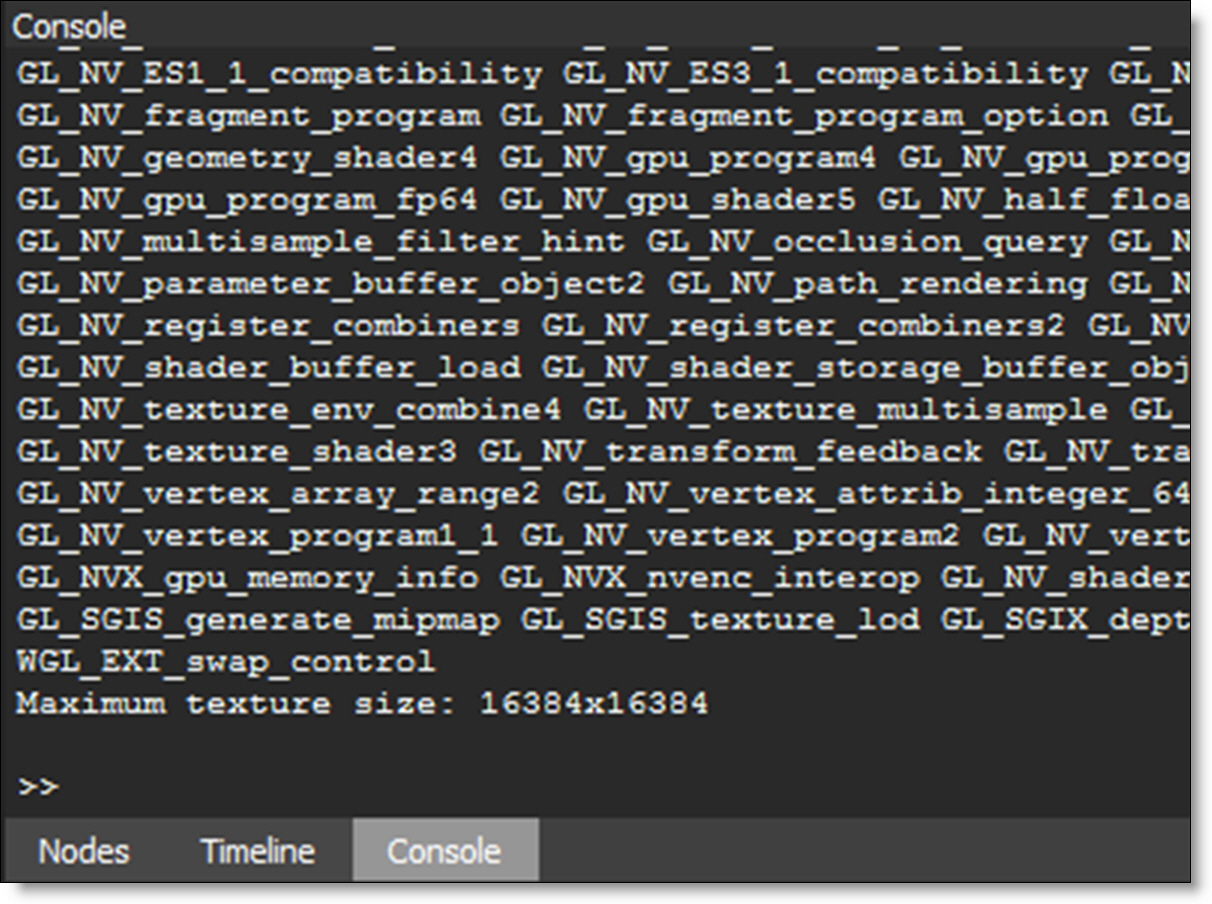 Console
GL_NV_ES1_1_compatibility GL_NV_ES3_1_compatibility GL_N
GL_NV_fragment_program GL_NV_fragment_program_option GL_
GL_NV_geometry_shader4 GL_NV_gpu_program4 GL_NV_gpu_prog
GL_NV_gpu_program_fp64 GL_NV_gpu_shader5 GL_NV_half_floa
GL_NV_multisample_filter_hint GL_NV_occlusion_query GL_N
GL_NV_parameter_buffer_object2 GL_NV_path_rendering GL_N
GL_NV_register_combiners GL_NV_register_combiners2 GL_NV
GL_NV_shader_buffer_load GL_NV_shader_storage_buffer_obj
GL_NV_texture_env_combine4 GL_NV_texture_multisample GL_
GL_NV_texture_shader3 GL_NV_transform_feedback GL_NV_tra
GL_NV_vertex_array_range2 GL_NV_vertex_attrib_integer_64
GL_NV_vertex_program1_1 GL_NV_vertex_program2 GL_NV_vert
GL_NVX_gpu_memory_info GL_NVX_nvenc_interop GL_NV_shader
GL_SGIS_generate_mipmap GL_SGIS_texture_lod GL_SGIX_dept
WGL_EXT_swap_control
Maximum texture size: 16384x16384
>>
Nodes Timeline Console